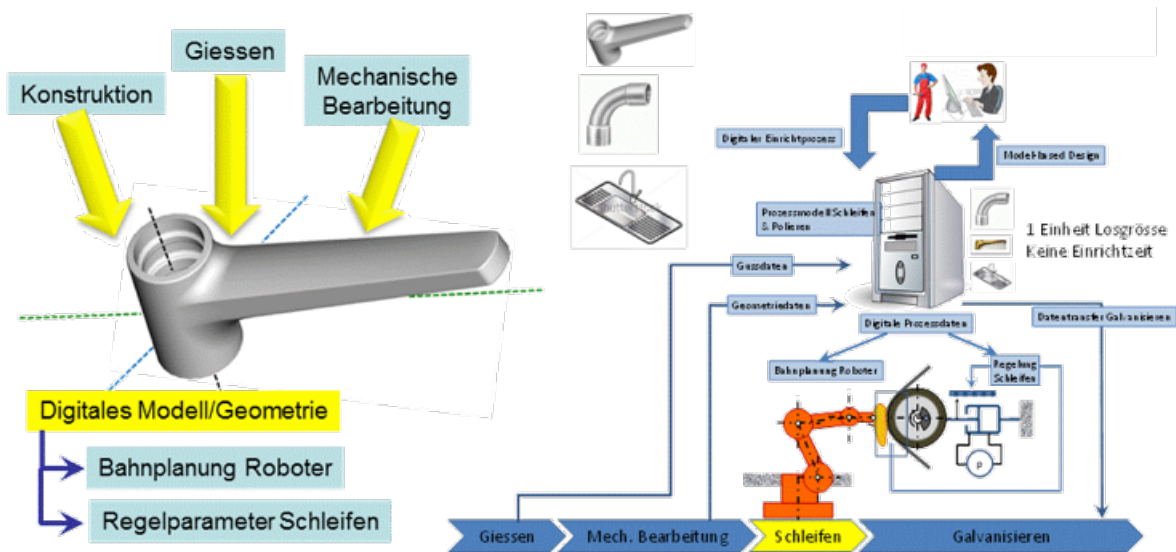 Giessen
Konstruktion
Mechanische
Bearbeitung
Digitales Modell/Geometrie
Bahnplanung Roboter
Regelparameter Schleifen
Digitaler Einrichtprozess
Model-based Design
Prozessmodell Schleifen
& Polieren
1 Einheit Losgrösse
Keine Einrichtzeit
Gussdaten
Geometriedaten
Datentransfer Galvanisieren
Digitale Prozessdaten
Bahnplanung Roboter
Regelung
Schleifen
p
Giessen
Mech. Bearbeitung
Schleifen
Galvanisieren